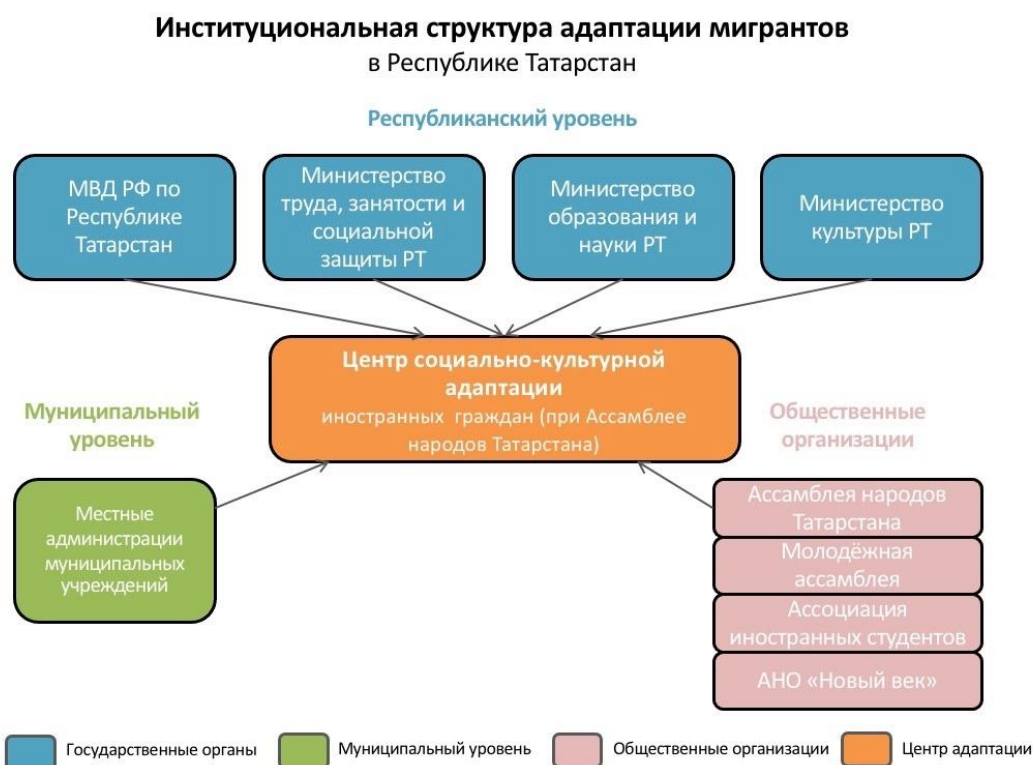 Институциональная структура адаптации мигрантов
в Республике Татарстан
Республиканский уровень
МВД РФ по
Республике
Татарстан
Министерство
труда, занятости и
социальной
защиты РТ
Министерство
образования и
науки РТ
Министерство
культуры РТ
Центр социально-культурной
адаптации
иностранных граждан (при Ассамблее
народов Татарстана)
Муниципальный
уровень
Местные
администрации
муниципальных
учреждений
Общественные
организации
Ассамблея народов
Татарстана
Молодёжная
ассамблея
Ассоциация
иностранных студентов
АНО «Новый век»
Государственные органы
Муниципальный уровень
Общественные организации
Центр адаптации